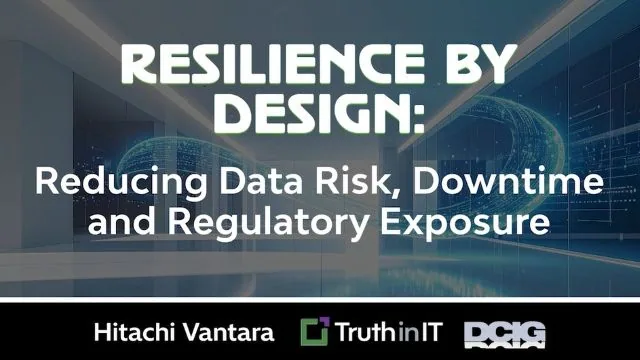 RESILIENCE BY
DESIGN:
Reducing Data Risk, Downtime
and Regulatory Exposure
Hitachi Vantara TruthinIT DCIG